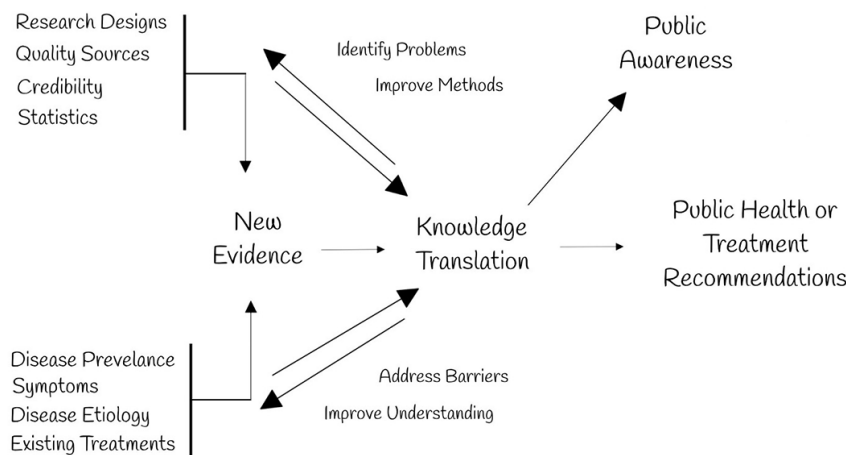 Research Designs
Quality Sources
Credibility
Statistics
Identify Problems
Improve Methods
Public
Awareness
New
Evidence
Knowledge
Translation
Public Health or
Treatment
Recommendations
Disease Prevelance
Symptoms
Disease Etiology
Existing Treatments
Address Barriers
Improve Understanding